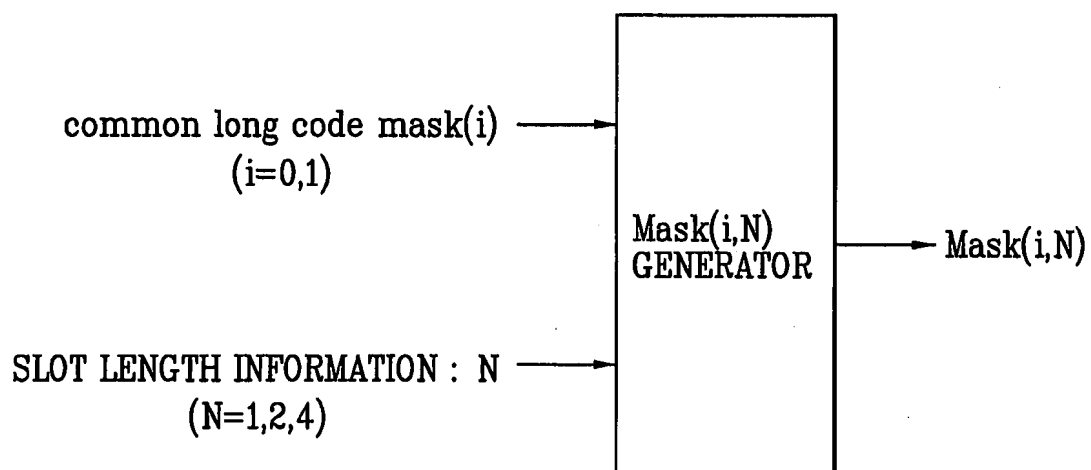 common long code mask(i)
(i=0,1)
Mask(i,N)
GENERATOR
Mask(i,N)
SLOT LENGTH INFORMATION : N
(N=1,2,4)